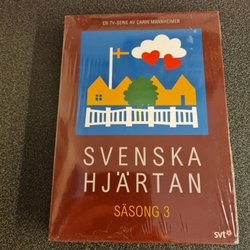 EN TV-SERIE AV CARIN MANNHEIMER
SVENSKA
HJÄRTAN
SÄSONG 3
svt